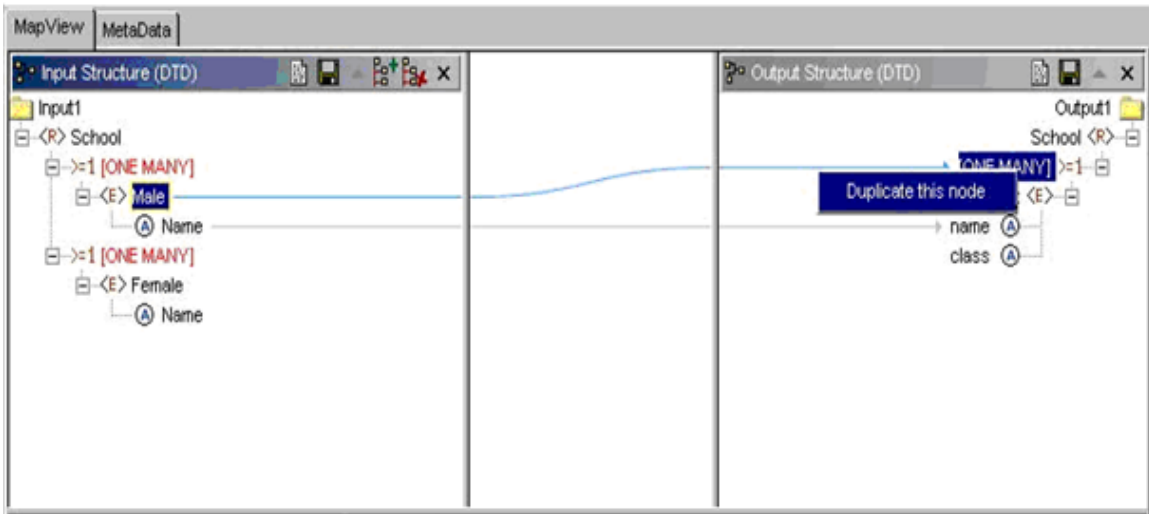 MapView MetaData
Input Structure (DTD)
Input1
<R> School
>=1 [ONE MANY]
<E> Male
A Name
>=1 [ONE MANY]
<E> Female
A Name
Output Structure (DTD)
Output1
School <R>
[ONE MANY] >=1
Duplicate this node
<E>
name A
class A